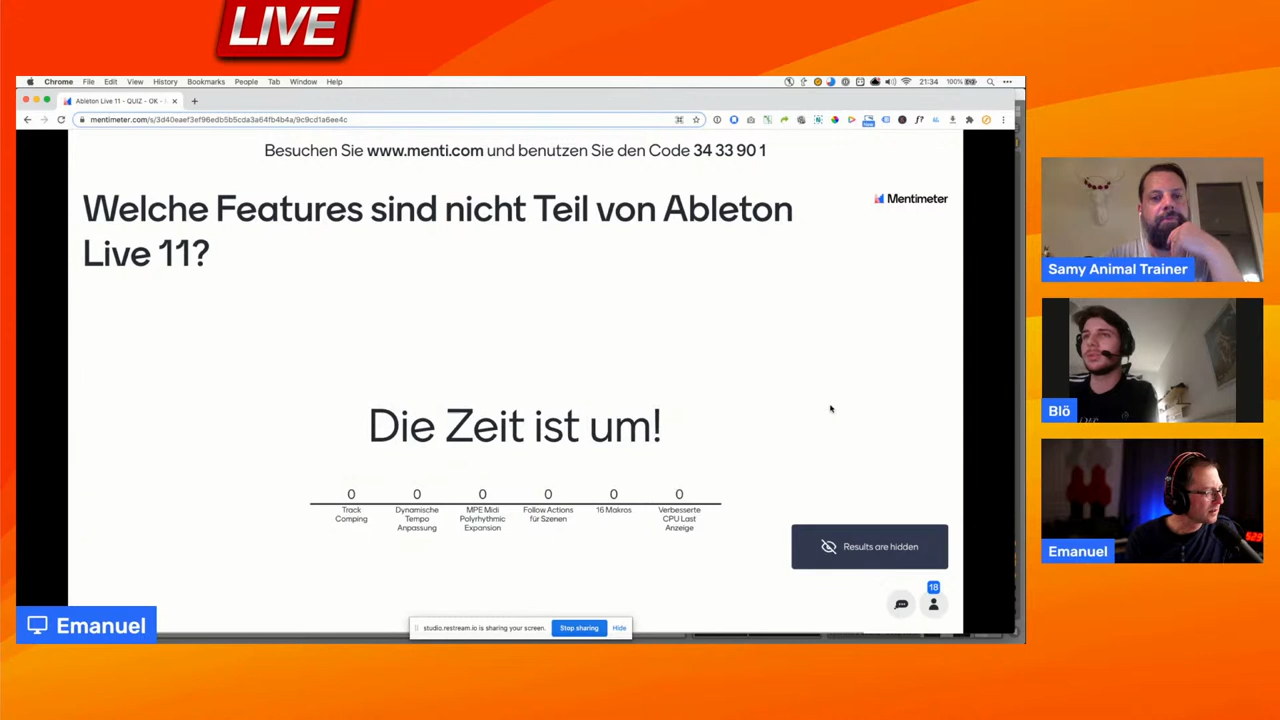 LIVE
Chrome File Edit View History Bookmarks People Tab Window Help
21:34
100%
Ableton Live 11 - QUIZ - OK -
mentimeter.com/s/3d40eaef3ef96edb5b5cda3a64fb4b4a/9c9cd1a6ee4c
Besuchen Sie www.menti.com und benutzen Sie den Code 34 33 90 1
Welche Features sind nicht Teil von Ableton
Live 11?
Mentimeter
Die Zeit ist um!
0 0 0 0 0 0
Track
Comping
Dynamische
Tempo
Anpassung
MPE Midi
Polyrhythmic
Expansion
Follow Actions
für Szenen
16 Makros
Verbesserte
CPU Last
Anzeige
Results are hidden
18
studio.restream.io is sharing your screen.
Stop sharing
Hide
Emanuel
Samy Animal Trainer
Blö
Emanuel